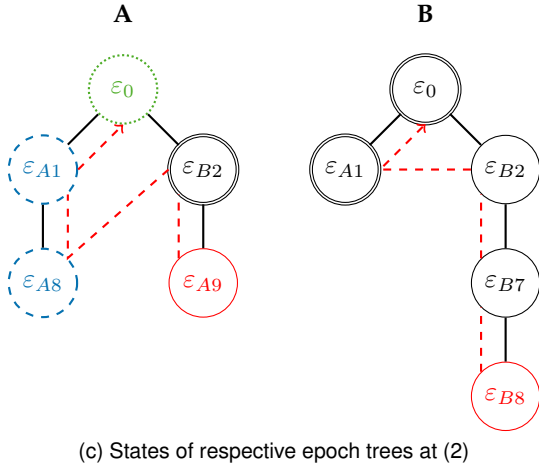 A B
ε0 ε0
εA1 εB2 εA1 εB2
εA8 εA9 εB7
εB8
(c) States of respective epoch trees at (2)